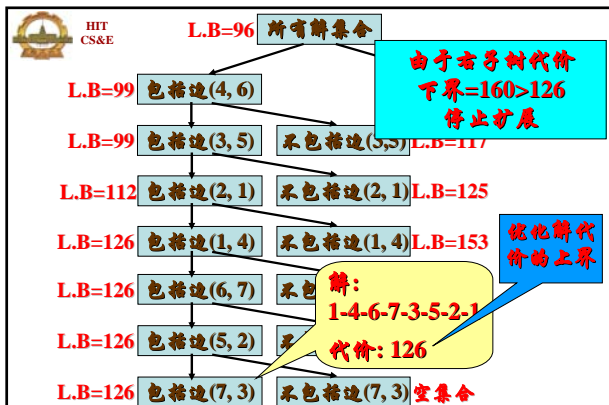 HIT
CS&E
L.B=96 所有解集合
由于右子树代价
下界=160>126
停止扩展
L.B=99 包括边(4, 6)
L.B=99 包括边(3, 5) 不包括边(3,5) L.B=117
L.B=112 包括边(2, 1) 不包括边(2, 1) L.B=125
L.B=126 包括边(1, 4) 不包括边(1, 4) L.B=153
优化解代
价的上界
L.B=126 包括边(6, 7) 不包
解:
1-4-6-7-3-5-2-1
代价: 126
L.B=126 包括边(5, 2) 不
L.B=126 包括边(7, 3) 不包括边(7, 3) 空集合